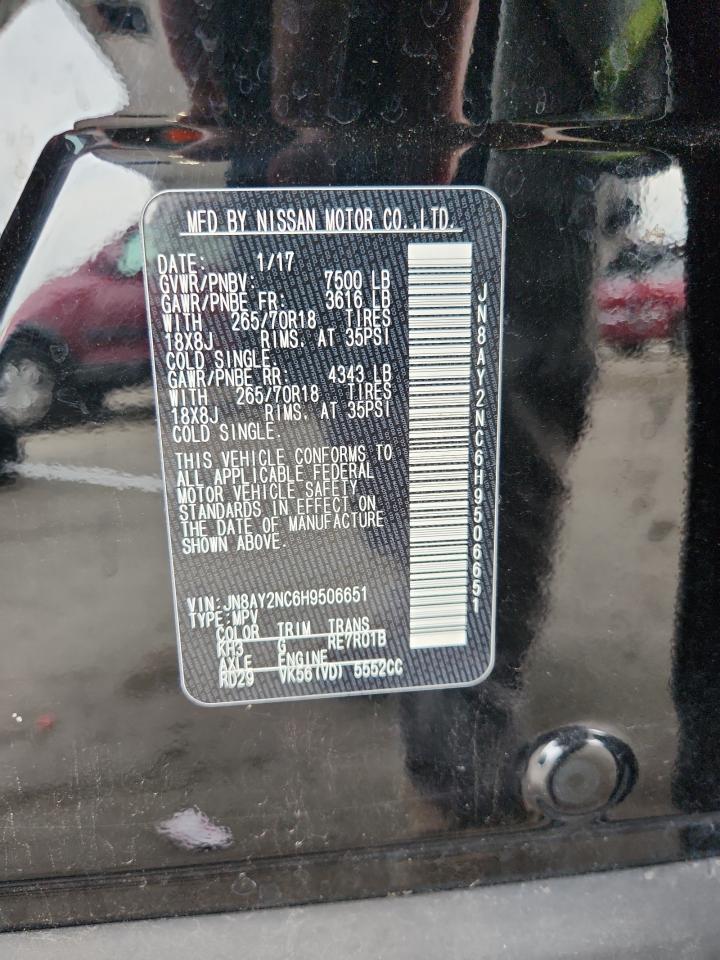 MFD BY NISSAN MOTOR CO.,LTD.
DATE: 1/17
GVWR/PNBV: 7500 LB
GAWR/PNBE FR: 3616 LB
WITH 265/70R18 TIRES
18X8J RIMS. AT 35PSI
COLD SINGLE.
GAWR/PNBE RR: 4343 LB
WITH 265/70R18 TIRES
18X8J RIMS. AT 35PSI
COLD SINGLE.
THIS VEHICLE CONFORMS TO
ALL APPLICABLE FEDERAL
MOTOR VEHICLE SAFETY
STANDARDS IN EFFECT ON
THE DATE OF MANUFACTURE
SHOWN ABOVE.
VIN:JN8AY2NC6H9506651
TYPE:MPV
COLOR TRIM TRANS
KH3 G RE7R01B
AXLE ENGINE
RD29 VK56(VD) 5552CC
JN8AY2NC6H9506651